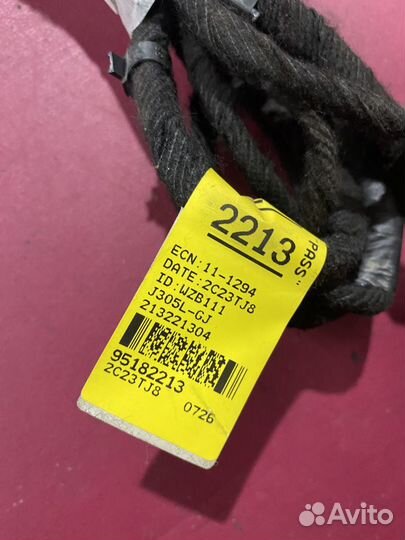 2213
PASS"
ECN:11-1294
DATE:2C23TJ8
ID:WZB111
J305L-GJ
213221304
95182213
2C23TJ8
0726
Avito